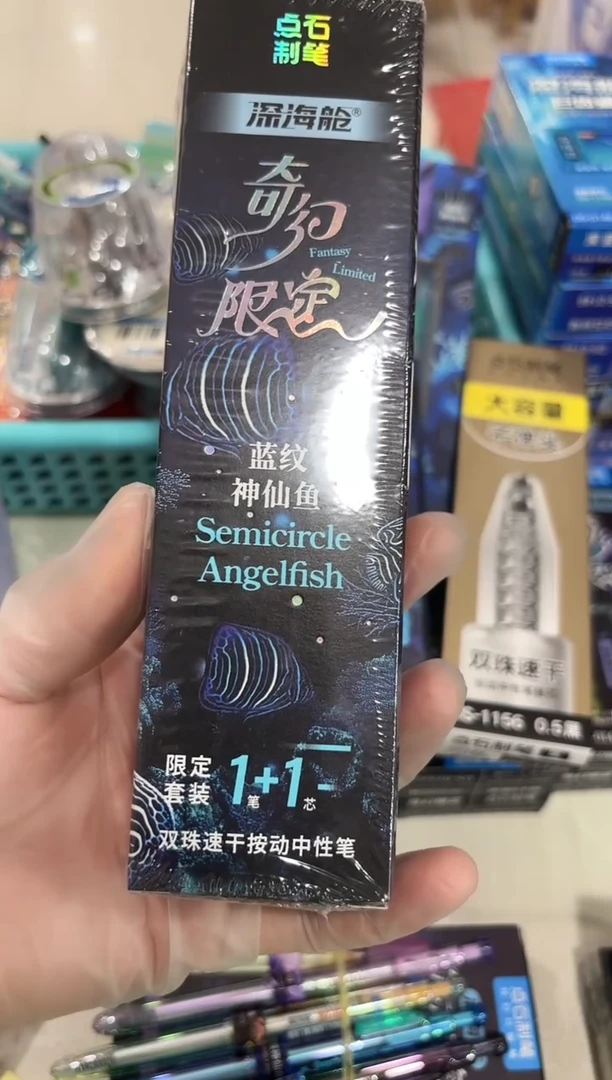 点石
制笔
深海舱®
奇幻
Fantasy
Limited
限定
蓝纹
神仙鱼
Semicircle
Angelfish
限定
套装
1+1
笔 芯
双珠速干按动中性笔
大容量
双珠速干
S-1156 0.5黑
点石制笔